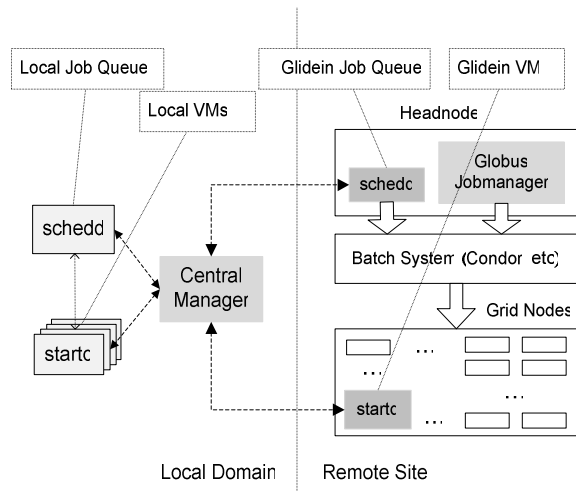 Local Job Queue
Glidein Job Queue
Glidein VM
Local VMs
Headnode
schedd
Globus
Jobmanager
schedd
Batch System (Condor etc)
Central
Manager
Grid Nodes
startd
...
...
...
startd
...
Local Domain
Remote Site